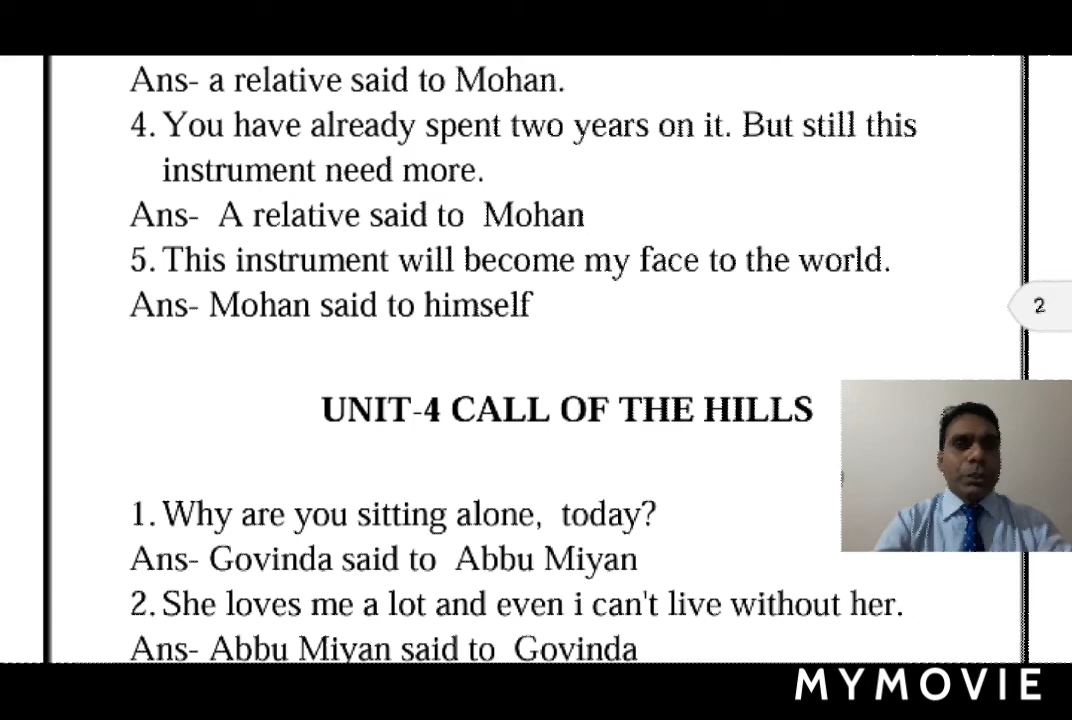 Ans- a relative said to Mohan.
4. You have already spent two years on it. But still this
instrument need more.
Ans- A relative said to Mohan
5. This instrument will become my face to the world.
Ans- Mohan said to himself
2
UNIT-4 CALL OF THE HILLS
1. Why are you sitting alone, today?
Ans- Govinda said to Abbu Miyan
2. She loves me a lot and even i can't live without her.
Ans- Abbu Miyan said to Govinda
MYMOVIE